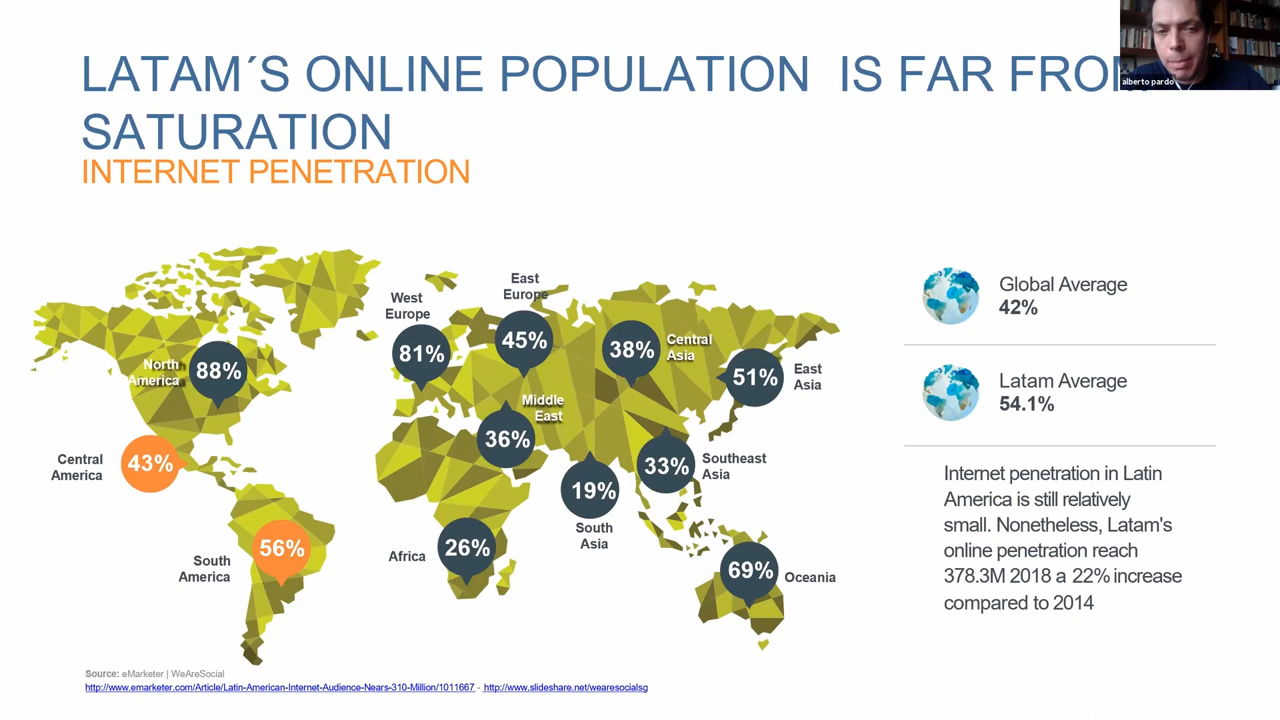 LATAM´S ONLINE POPULATION IS FAR FROM
SATURATION
INTERNET PENETRATION
alberto pardo
North
America
88%
West
Europe
81%
East
Europe
45%
38%
Central
Asia
51%
East
Asia
Middle
East
36%
Central
America
43%
19%
South
Asia
33%
Southeast
Asia
South
America
56%
Africa
26%
69%
Oceania
Global Average
42%
Latam Average
54.1%
Internet penetration in Latin
America is still relatively
small. Nonetheless, Latam's
online penetration reach
378.3M 2018 a 22% increase
compared to 2014
Source: eMarketer | WeAreSocial
http://www.emarketer.com/Article/Latin-American-Internet-Audience-Nears-310-Million/1011667 - http://www.slideshare.net/wearesocialsg